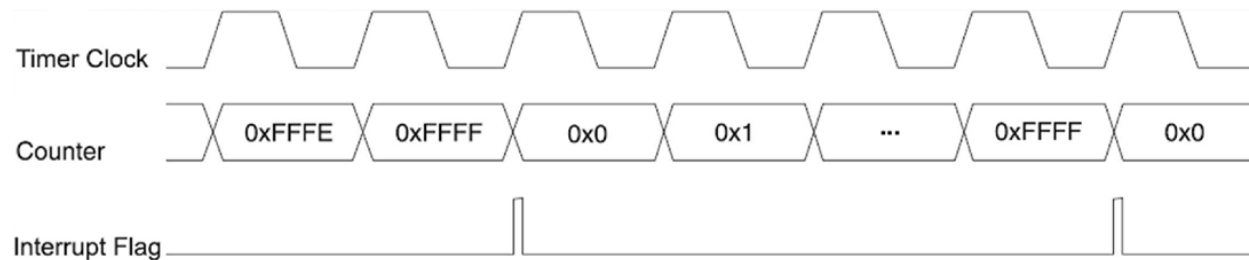 Timer Clock
Counter 0xFFFE 0xFFFF 0x0 0x1 ... 0xFFFF 0x0
Interrupt Flag